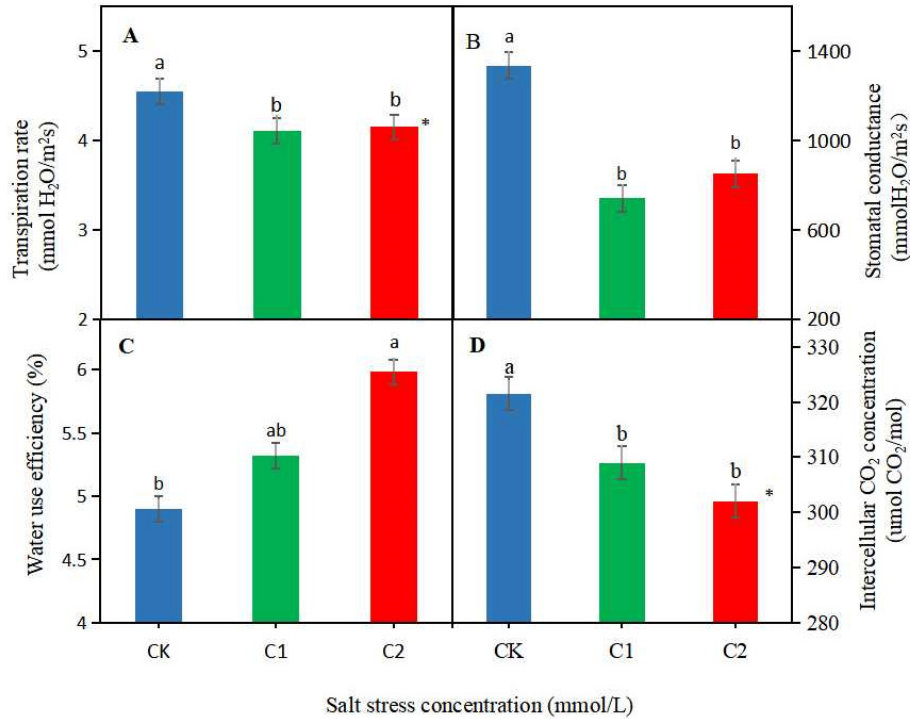 A
B
5
4
3
2
Transpiration rate
(mmol H₂O/m²s)
a
b
b
*
a
b
b
1400
1000
600
200
Stomatal conductance
(mmolH₂O/m²s)
C
D
6
5.5
5
4.5
4
Water use efficiency (%)
b
ab
a
a
b
b
*
330
320
310
300
290
280
Intercellular CO₂ concentration
(umol CO₂/mol)
CK C1 C2 CK C1 C2
Salt stress concentration (mmol/L)